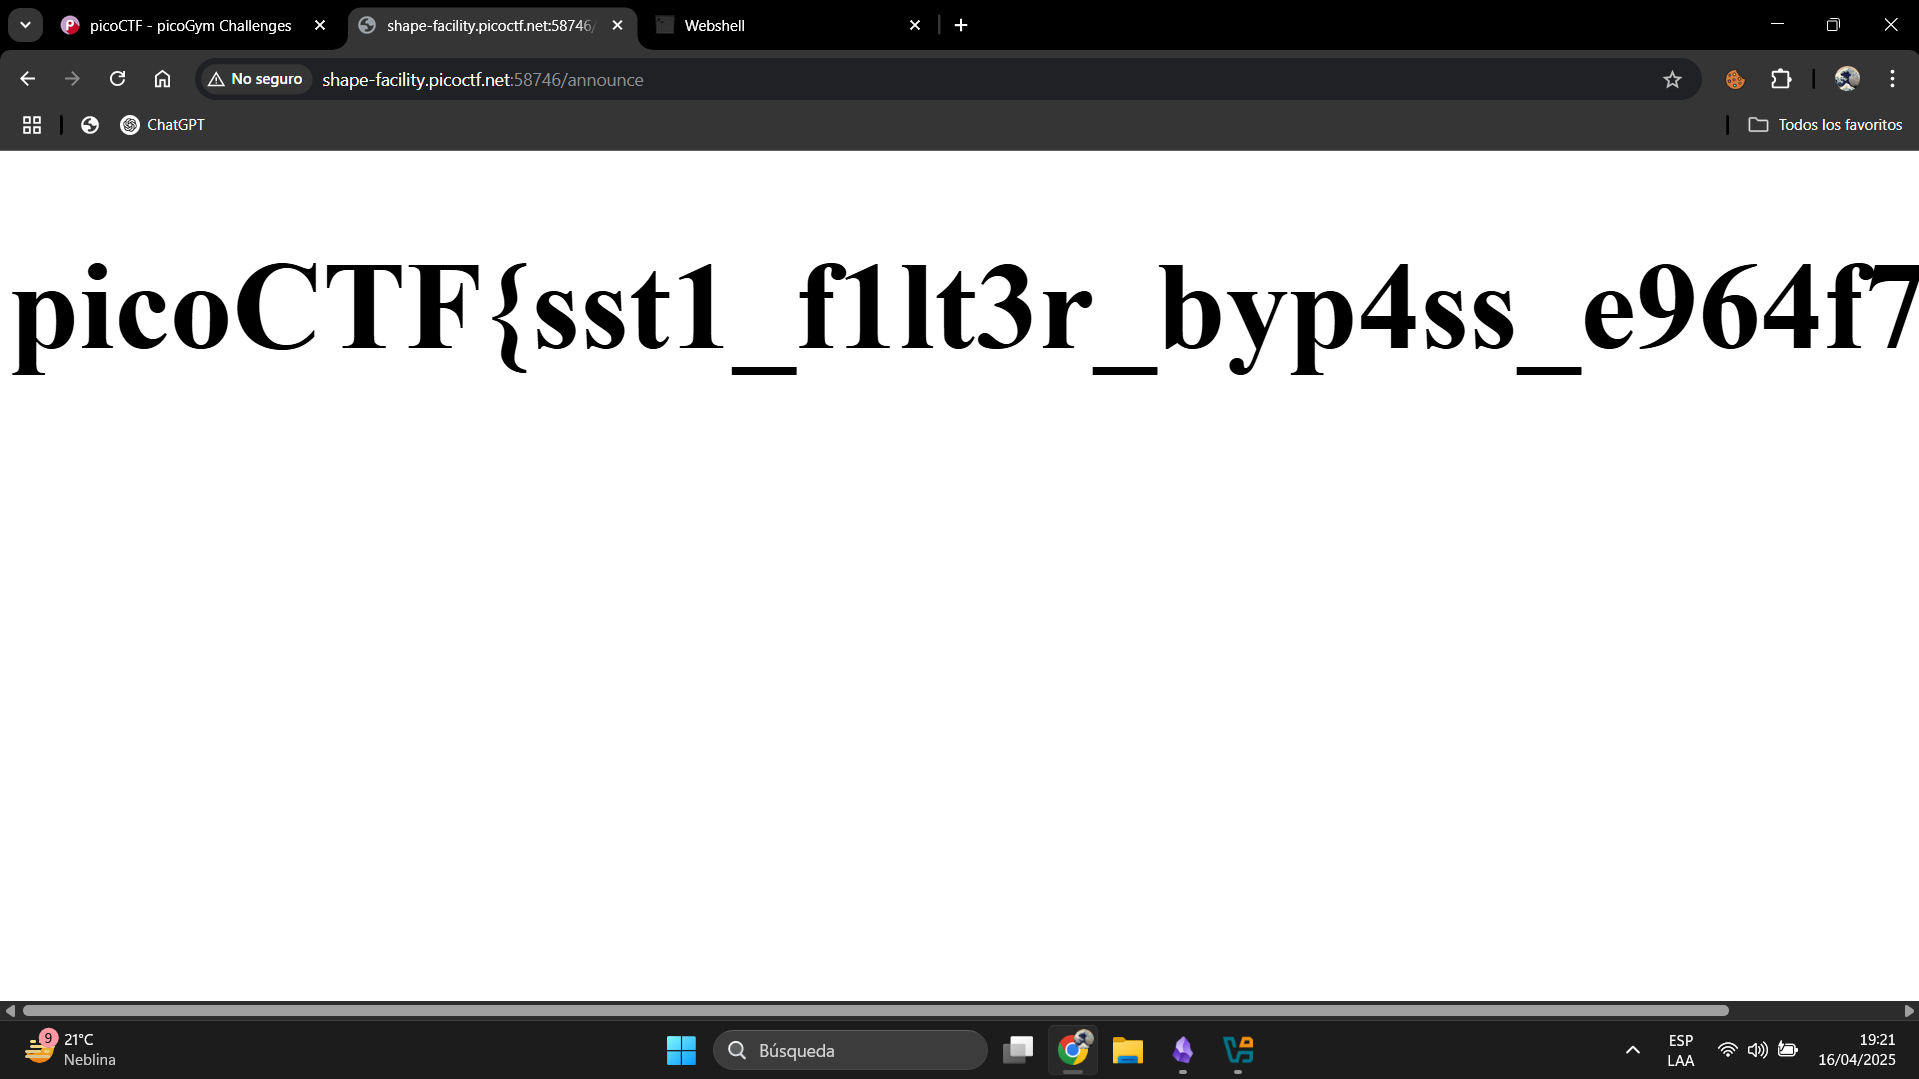 picoCTF - picoGym Challenges
shape-facility.picoctf.net:58746/
Webshell
No seguro
shape-facility.picoctf.net:58746/announce
ChatGPT
Todos los favoritos
picoCTF{sst1_f1lt3r_byp4ss_e964f7
9
21°C
Neblina
Búsqueda
ESP
LAA
19:21
16/04/2025